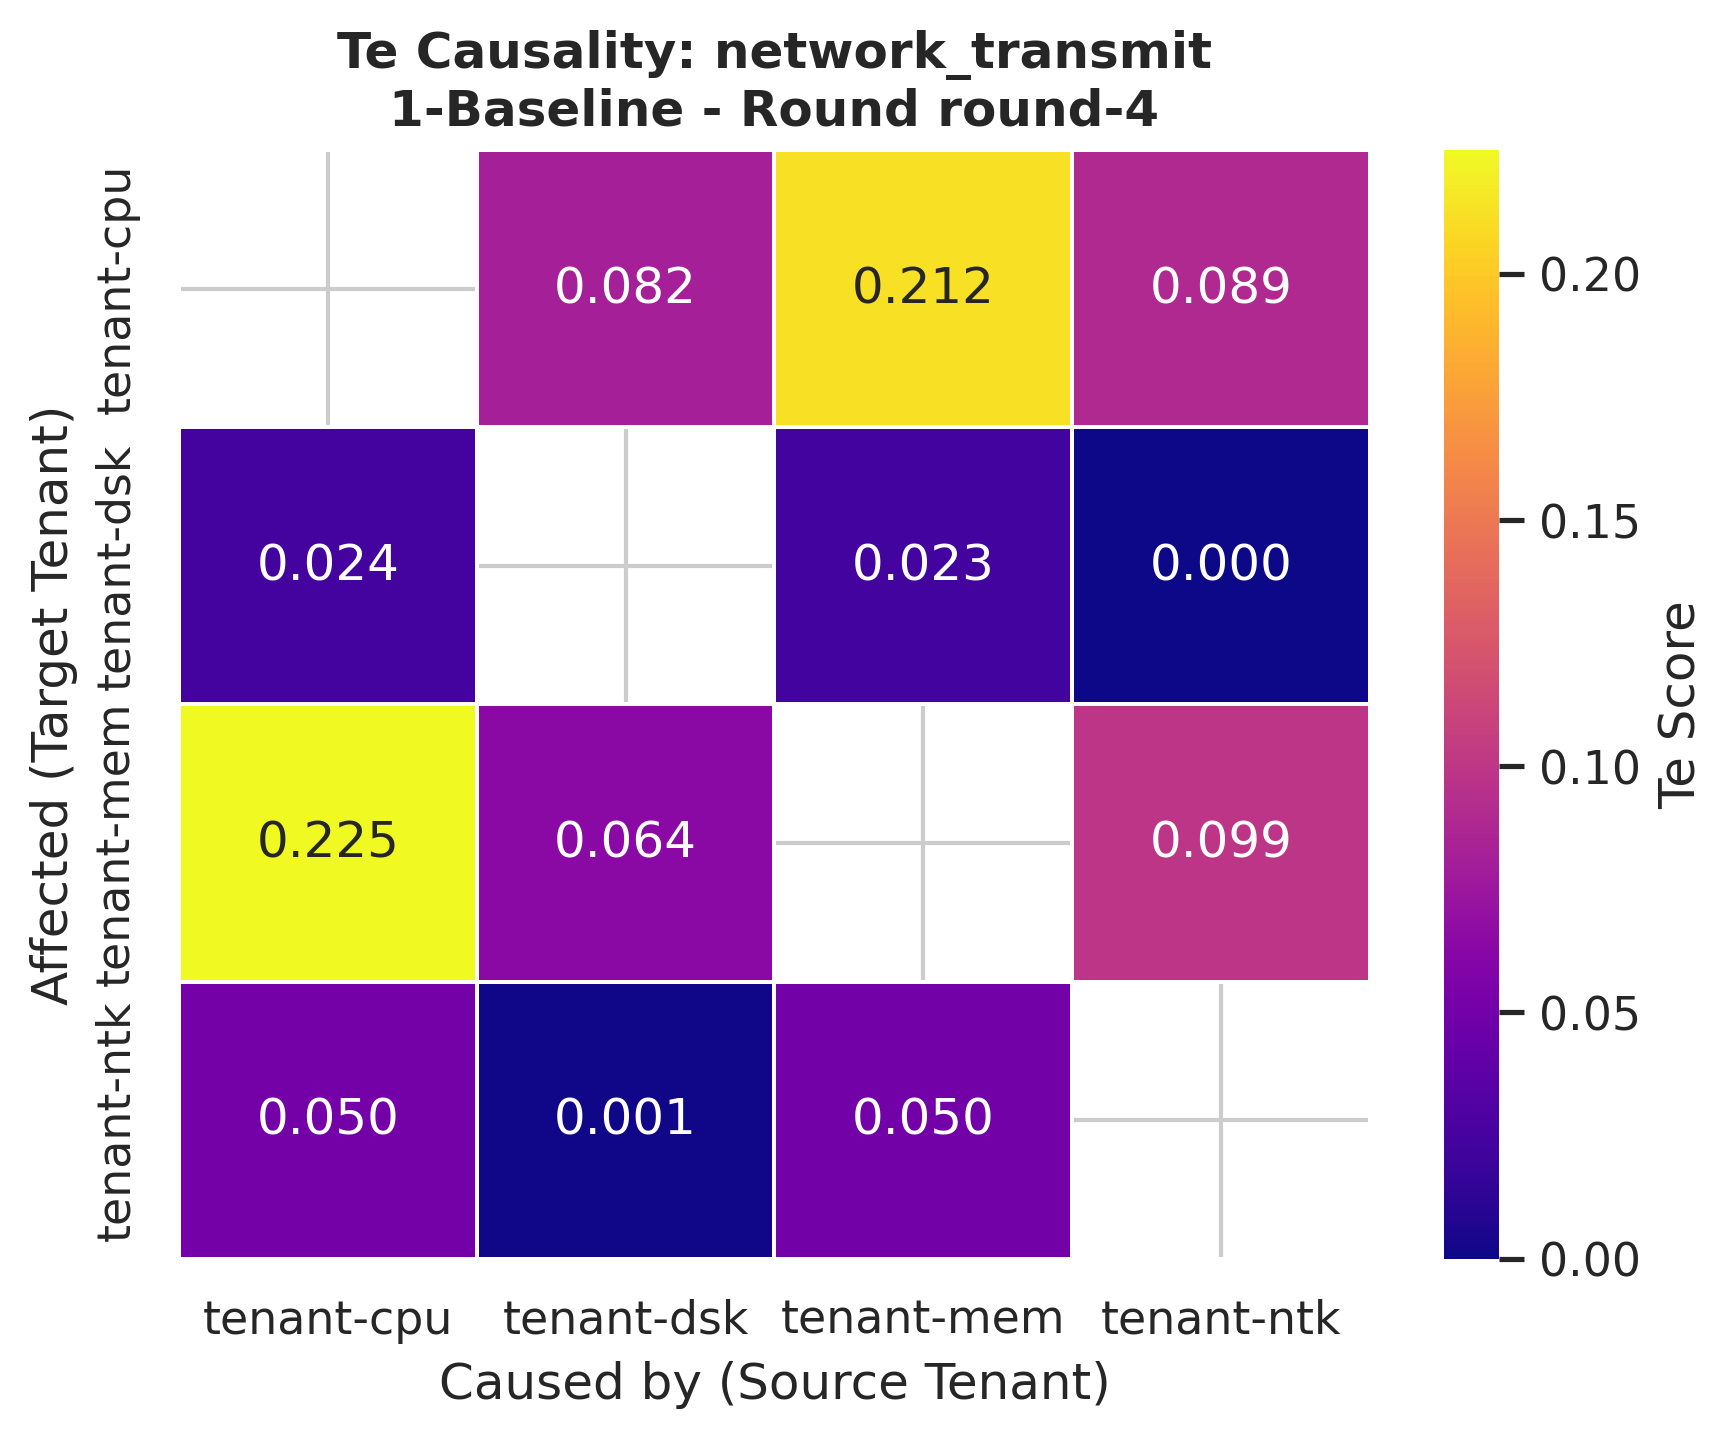 Te Causality: network_transmit
1-Baseline - Round round-4
Affected (Target Tenant)
tenant-cpu
0.082 0.212 0.089
tenant-dsk
0.024 0.023 0.000
tenant-mem
0.225 0.064 0.099
tenant-ntk
0.050 0.001 0.050
tenant-cpu tenant-dsk tenant-mem tenant-ntk
Caused by (Source Tenant)
0.20
0.15
0.10
0.05
0.00
Te Score